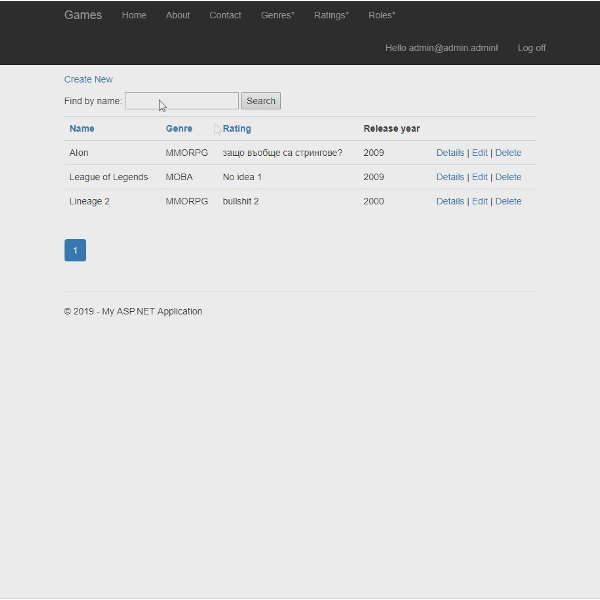 Games Home About Contact Genres* Ratings* Roles*
Hello admin@admin.admin! Log off
Create New
Find by name: Search
Name Genre Rating Release year
AIon MMORPG защо въобще са стрингове? 2009 Details | Edit | Delete
League of Legends MOBA No idea 1 2009 Details | Edit | Delete
Lineage 2 MMORPG bullshit 2 2000 Details | Edit | Delete
1
© 2019 - My ASP.NET Application